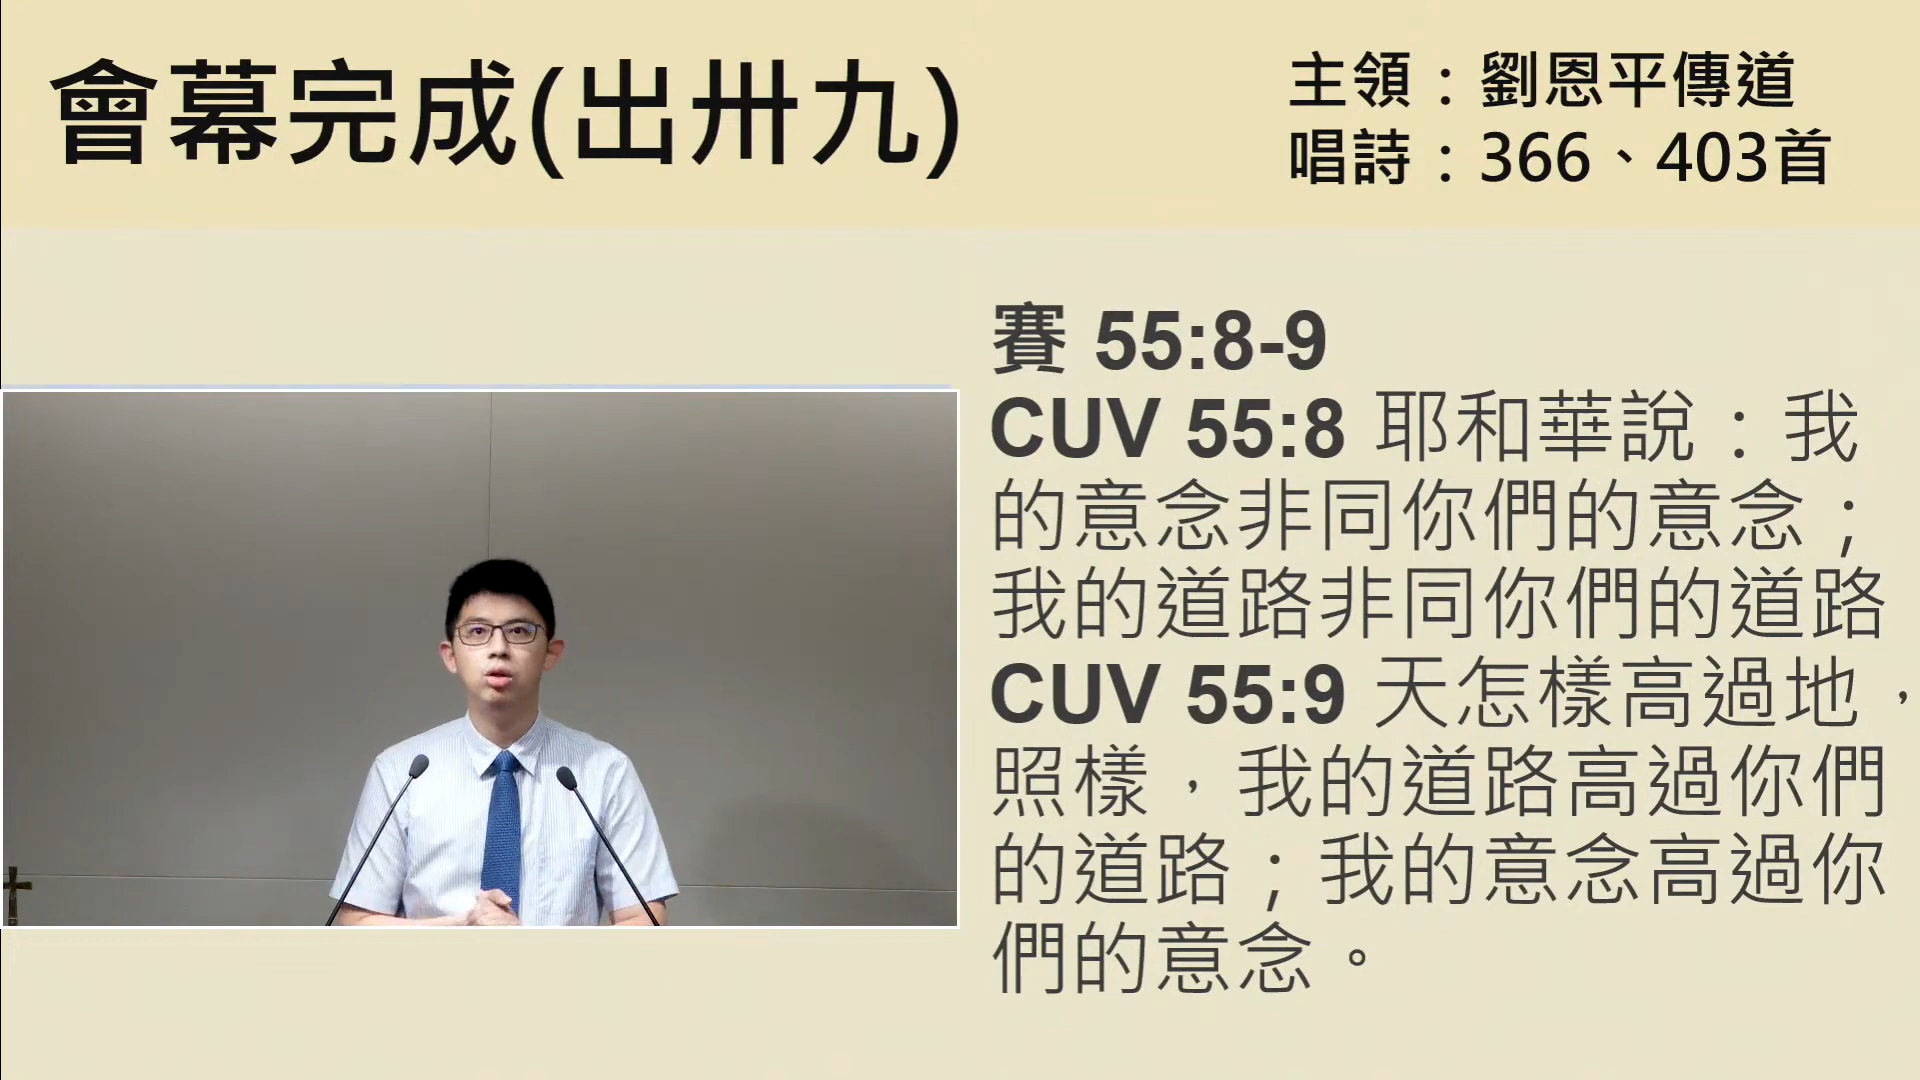 會幕完成(出卅九)
主領：劉恩平傳道
唱詩：366、403首
賽 55:8-9
CUV 55:8 耶和華說：我
的意念非同你們的意念；
我的道路非同你們的道路
CUV 55:9 天怎樣高過地，
照樣，我的道路高過你們
的道路；我的意念高過你
們的意念。